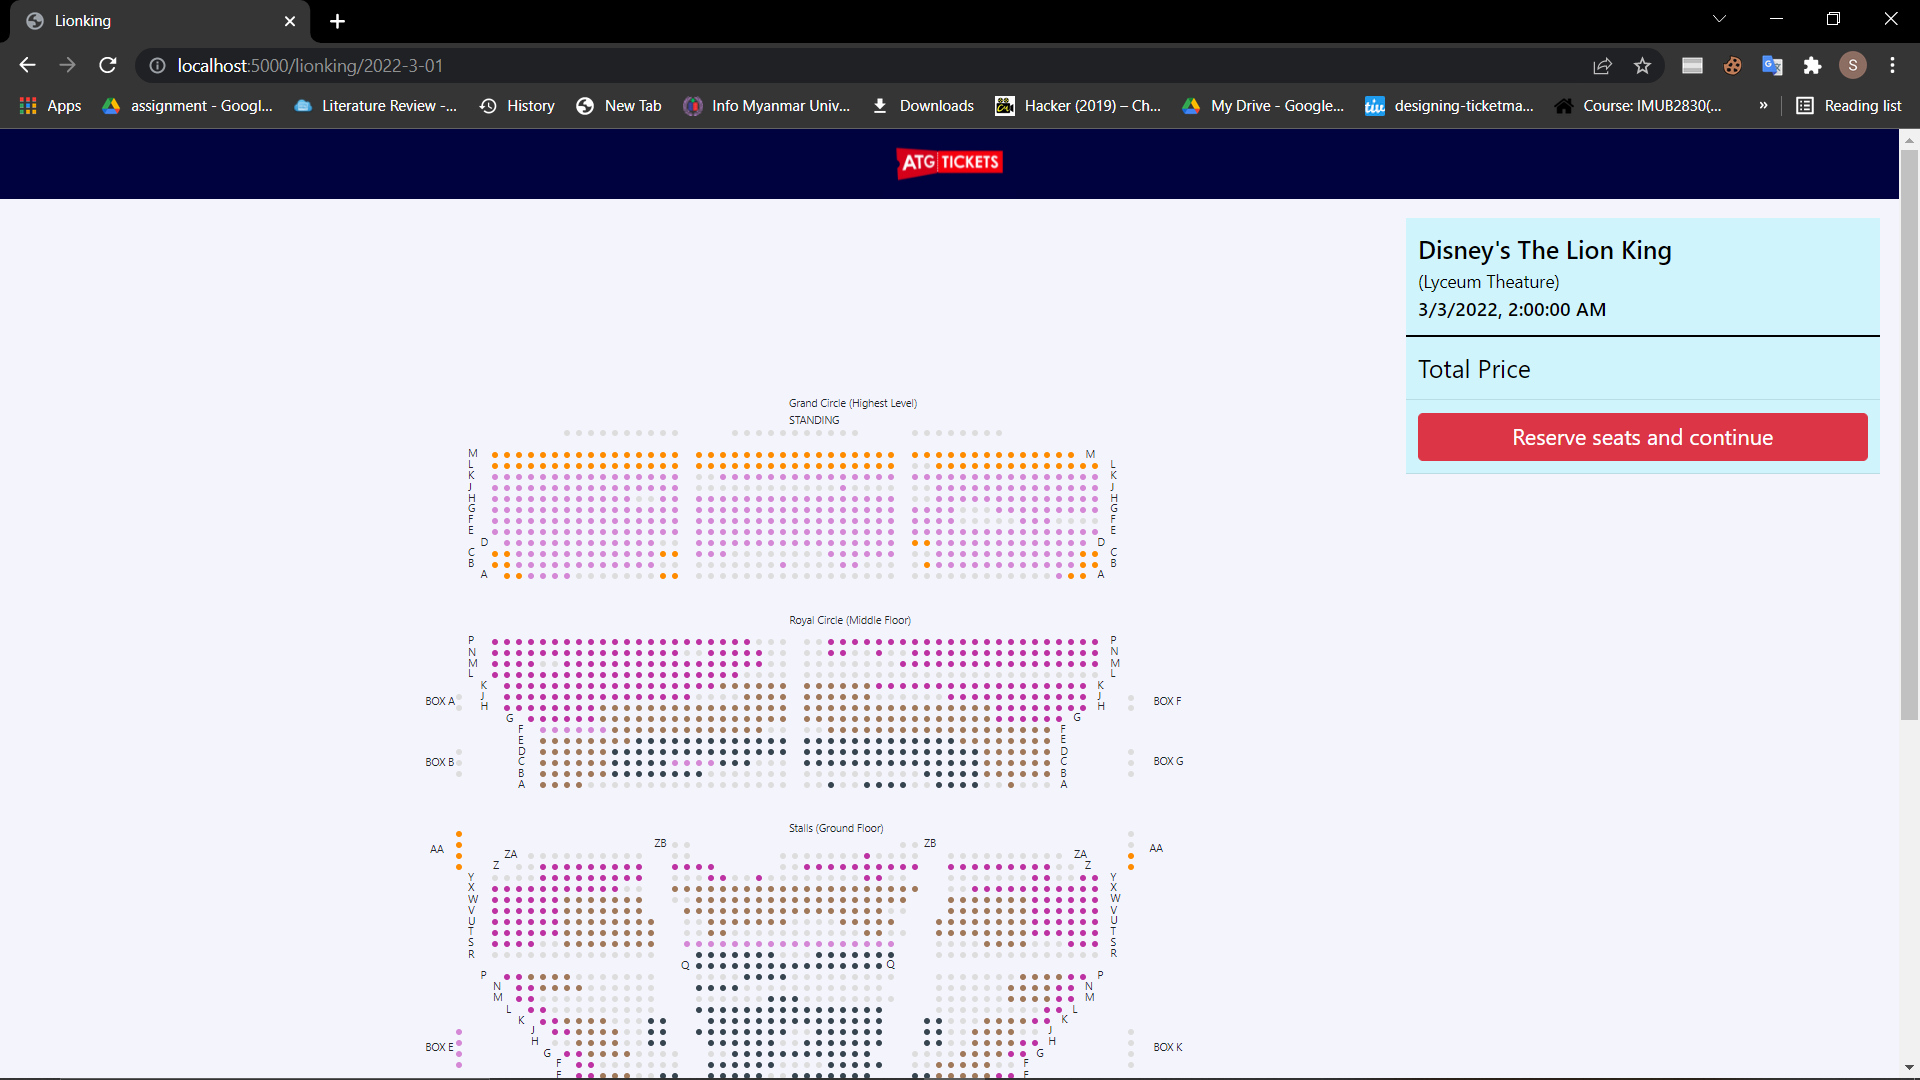 Lionking
localhost:5000/lionking/2022-3-01
S
Apps
assignment - Googl...
Literature Review -...
History
New Tab
Info Myanmar Univ...
Downloads
Hacker (2019) – Ch...
My Drive - Google...
tiv
designing-ticketma...
Course: IMUB2830(...
»
Reading list
ATG TICKETS
Disney's The Lion King
(Lyceum Theature)
3/3/2022, 2:00:00 AM
Total Price
Reserve seats and continue
Grand Circle (Highest Level)
STANDING
M M
L L
K K
J J
H H
G G
F F
E E
D D
C C
B B
A A
Royal Circle (Middle Floor)
P P
N N
M M
L L
K K
BOX A J J BOX F
H H
G G
F F
E E
D D
BOX B C C BOX G
B B
A A
Stalls (Ground Floor)
ZB ZB
AA AA
ZA ZA
Z Z
Y Y
X X
W W
V V
U U
T T
S S
R R
Q Q
P P
N N
M M
L L
K K
J J
H H
BOX E BOX K
G G
F F
E E